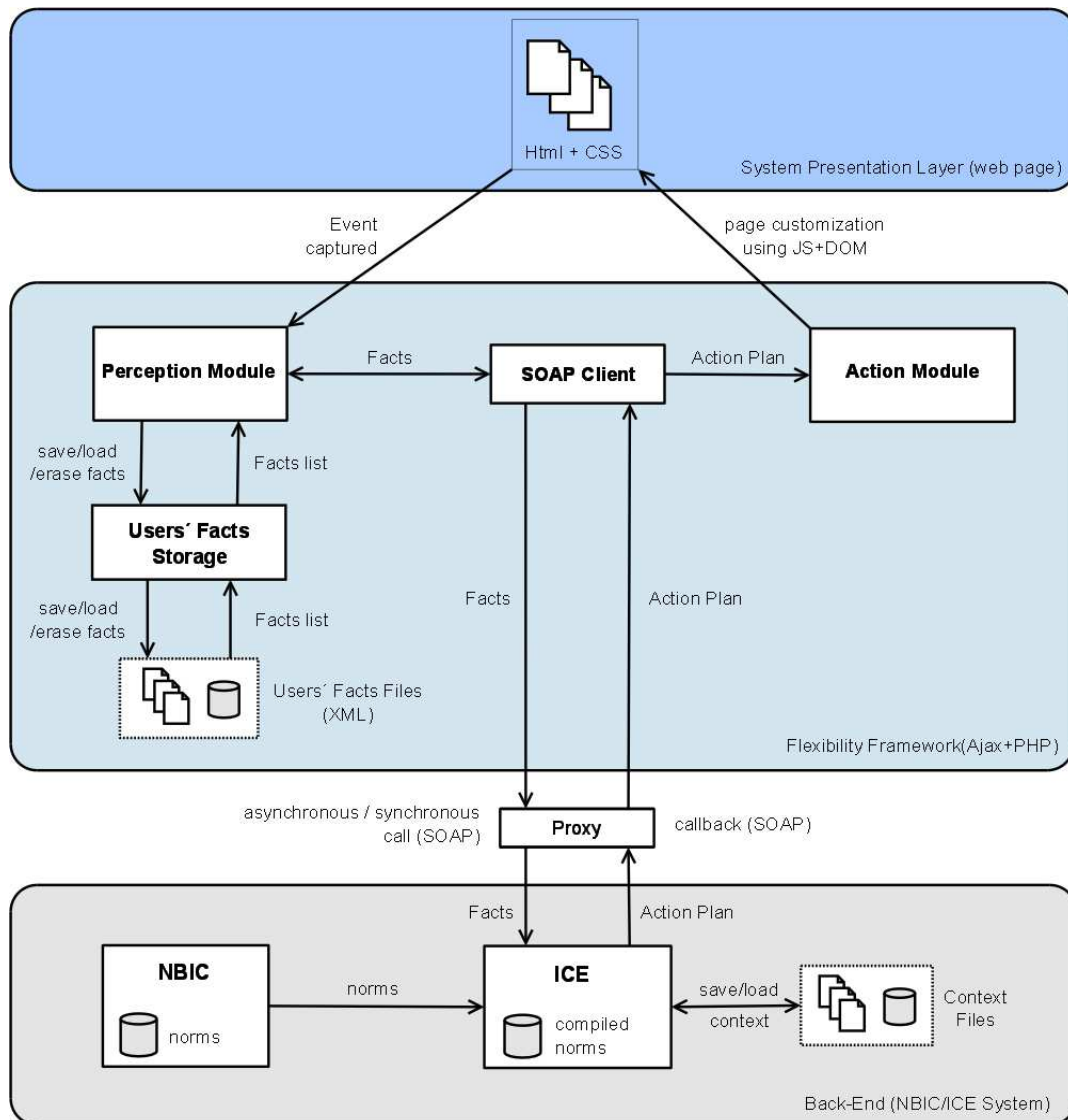 Html + CSS
System Presentation Layer (web page)
Event
captured
page customization
using JS+DOM
Perception Module
Facts
SOAP Client
Action Plan
Action Module
save/load
/erase facts
Facts list
Users´ Facts
Storage
save/load
/erase facts
Facts list
Facts
Action Plan
Users´ Facts Files
(XML)
Flexibility Framework(Ajax+PHP)
asynchronous / synchronous
call (SOAP)
Proxy
callback (SOAP)
Facts
Action Plan
NBIC
norms
norms
ICE
compiled
norms
save/load
context
Context
Files
Back-End (NBIC/ICE System)